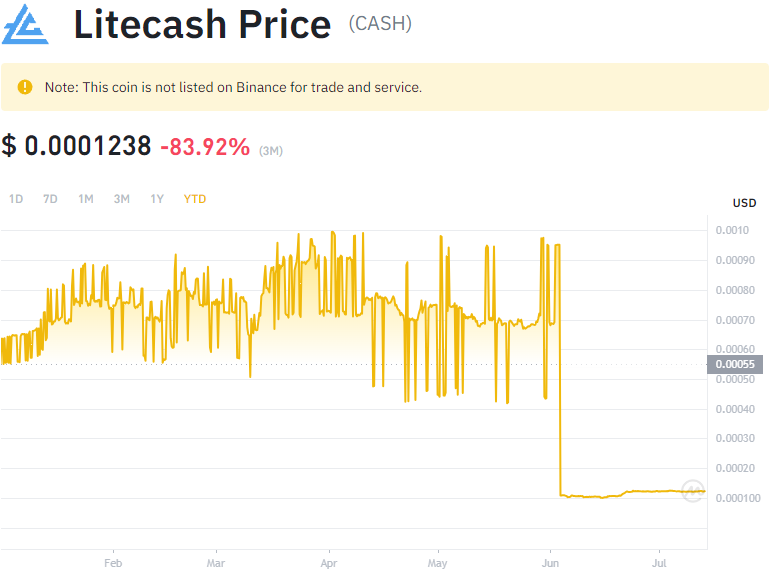 Litecash Price (CASH)
Note: This coin is not listed on Binance for trade and service.
$ 0.0001238 -83.92% (3M)
1D 7D 1M 3M 1Y YTD
USD
0.0010
0.00090
0.00080
0.00070
0.00060
0.00055
0.00050
0.00040
0.00030
0.00020
0.000100
Feb Mar Apr May Jun Jul